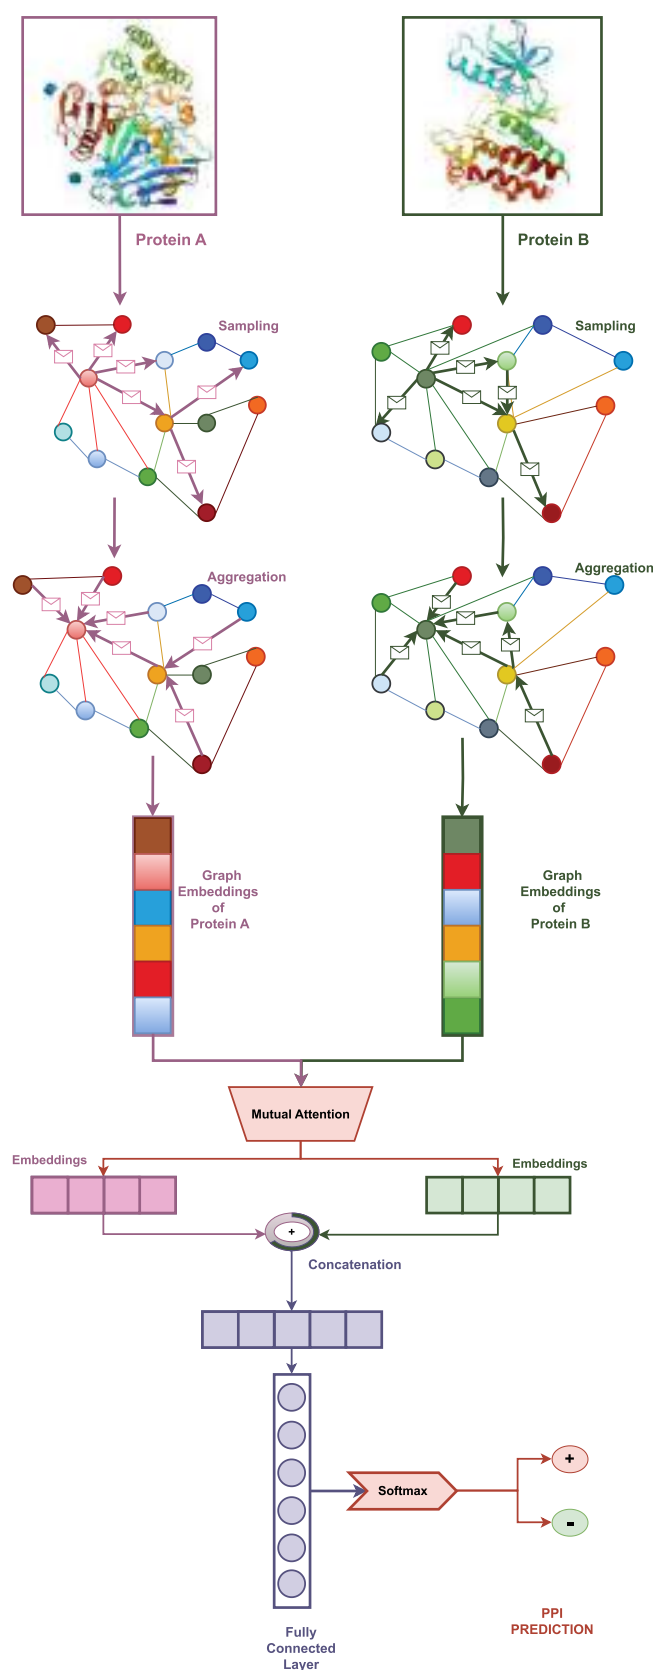 Protein A
Protein B
Sampling
Sampling
Aggregation
Aggregation
Graph
Embeddings
of
Protein A
Graph
Embeddings
of
Protein B
Mutual Attention
Embeddings
Embeddings
+
Concatenation
Softmax
+
-
PPI
PREDICTION
Fully
Connected
Layer